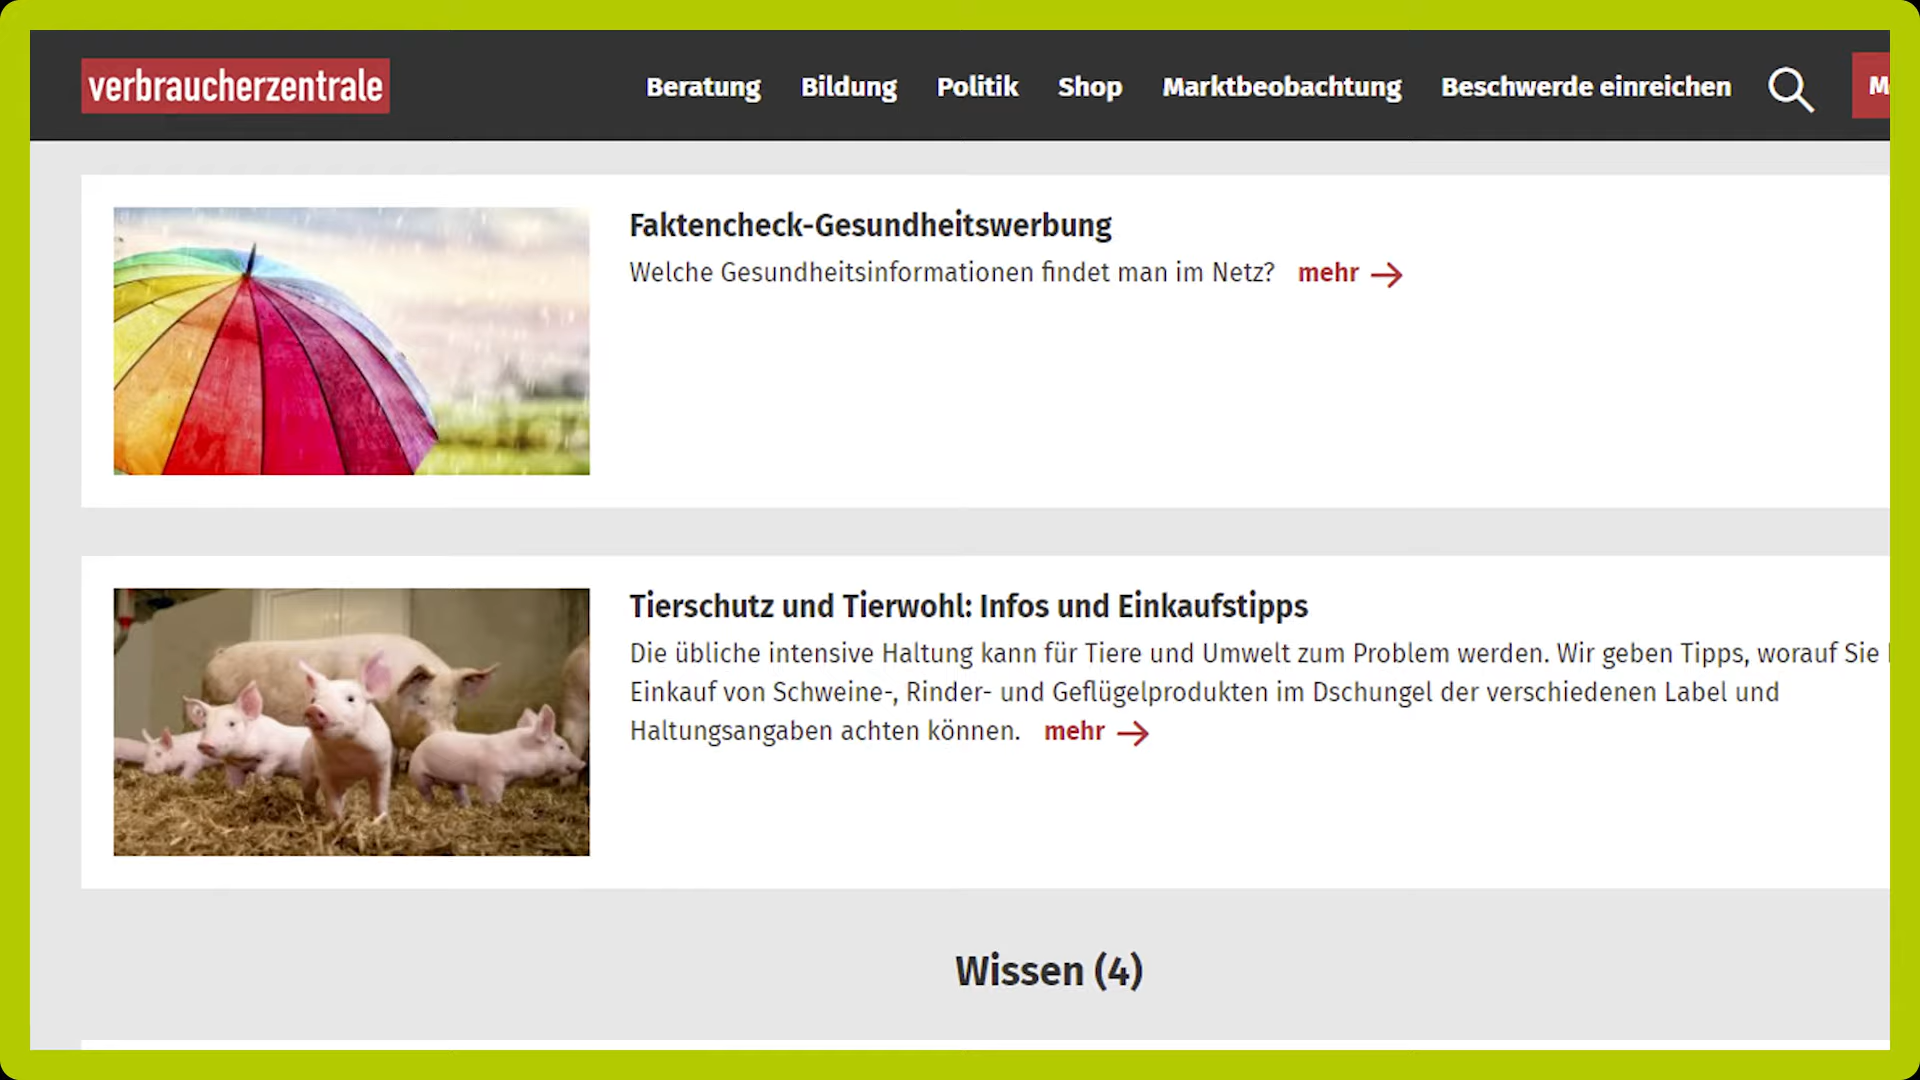 verbraucherzentrale
Beratung Bildung Politik Shop Marktbeobachtung Beschwerde einreichen
Faktencheck-Gesundheitswerbung
Welche Gesundheitsinformationen findet man im Netz? mehr
Tierschutz und Tierwohl: Infos und Einkaufstipps
Die übliche intensive Haltung kann für Tiere und Umwelt zum Problem werden. Wir geben Tipps, worauf Sie
Einkauf von Schweine-, Rinder- und Geflügelprodukten im Dschungel der verschiedenen Label und
Haltungsangaben achten können. mehr
Wissen (4)